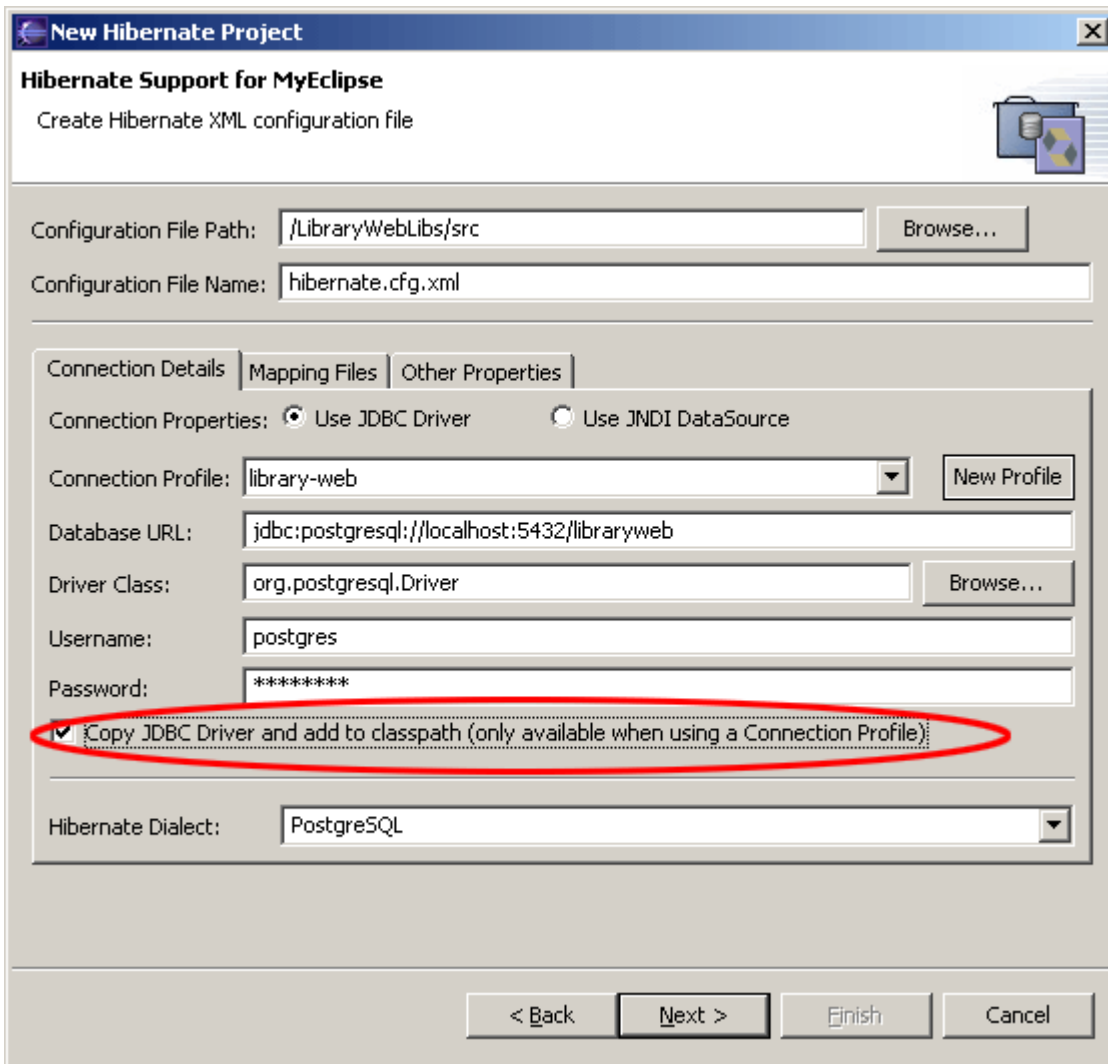 New Hibernate Project
Hibernate Support for MyEclipse
Create Hibernate XML configuration file
Configuration File Path: /LibraryWebLibs/src Browse...
Configuration File Name: hibernate.cfg.xml
Connection Details Mapping Files Other Properties
Connection Properties: Use JDBC Driver Use JNDI DataSource
Connection Profile: library-web New Profile
Database URL: jdbc:postgresql://localhost:5432/libraryweb
Driver Class: org.postgresql.Driver Browse...
Username: postgres
Password: ********
Copy JDBC Driver and add to classpath (only available when using a Connection Profile)
Hibernate Dialect: PostgreSQL
< Back Next > Finish Cancel